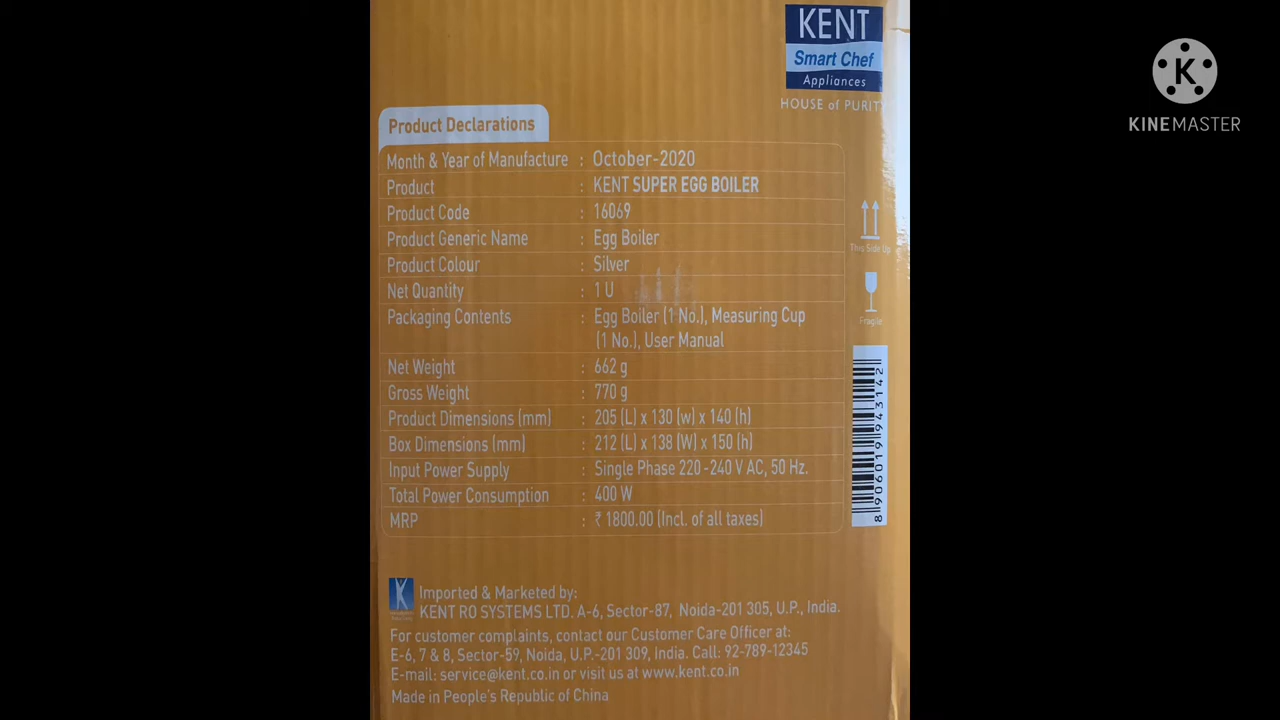 KENT
Smart Chef
Appliances
HOUSE of PURITY
K
KINEMASTER
Product Declarations
Month & Year of Manufacture : October-2020
Product : KENT SUPER EGG BOILER
Product Code : 16069
Product Generic Name : Egg Boiler
Product Colour : Silver
Net Quantity : 1 U
Packaging Contents : Egg Boiler (1 No.), Measuring Cup
(1 No.), User Manual
Net Weight : 662 g
Gross Weight : 770 g
Product Dimensions (mm) : 205 (L) x 130 (w) x 140 (h)
Box Dimensions (mm) : 212 (L) x 138 (W) x 150 (h)
Input Power Supply : Single Phase 220-240 V AC, 50 Hz.
Total Power Consumption : 400 W
MRP : ₹ 1800.00 (Incl. of all taxes)
This Side Up
Fragile
8906019943142
Imported & Marketed by:
KENT RO SYSTEMS LTD. A-6, Sector-87, Noida-201 305, U.P., India.
For customer complaints, contact our Customer Care Officer at:
E-6, 7 & 8, Sector-59, Noida, U.P.-201 309, India. Call: 92-789-12345
E-mail: service@kent.co.in or visit us at www.kent.co.in
Made in People's Republic of China